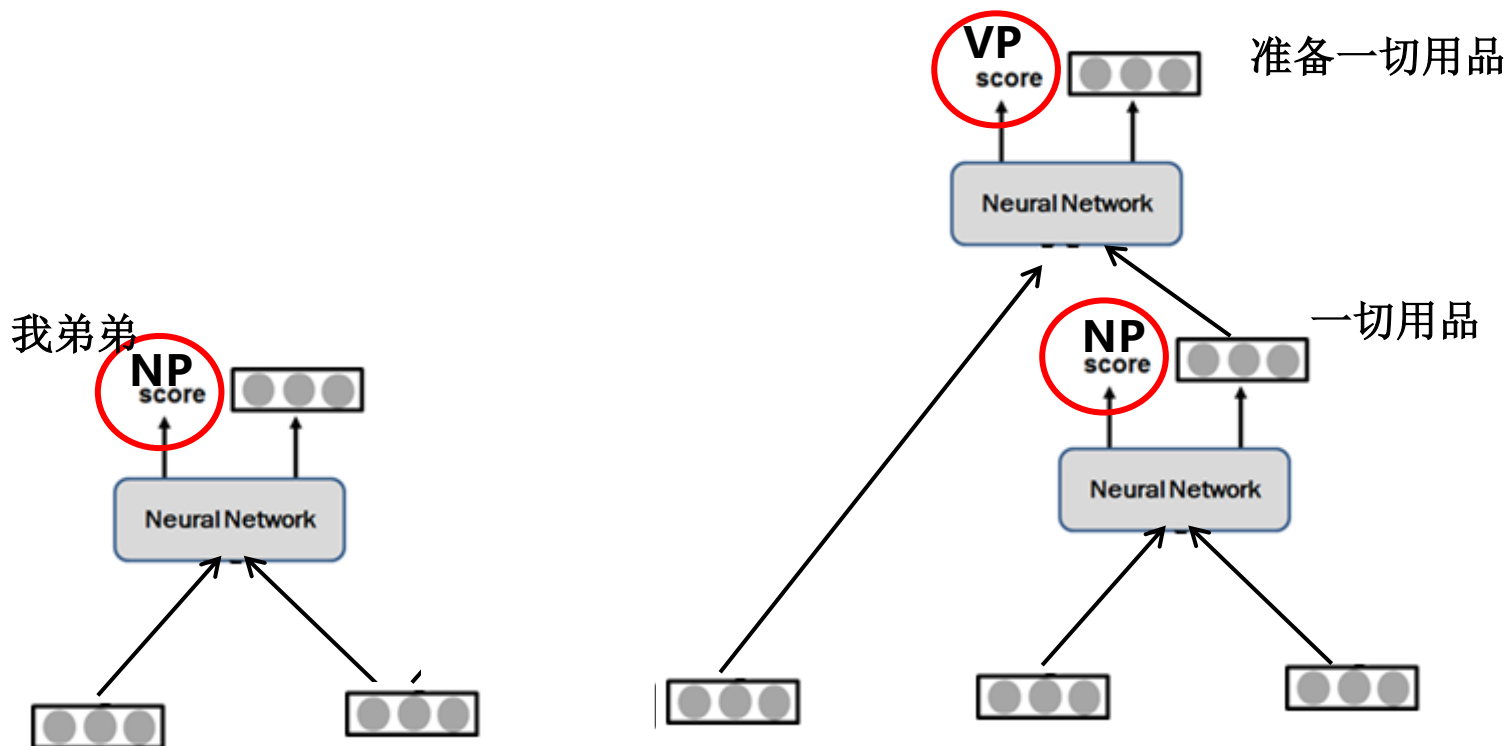 VP
score
准备一切用品
Neural Network
我弟弟
NP
score
NP
score
一切用品
Neural Network
Neural Network